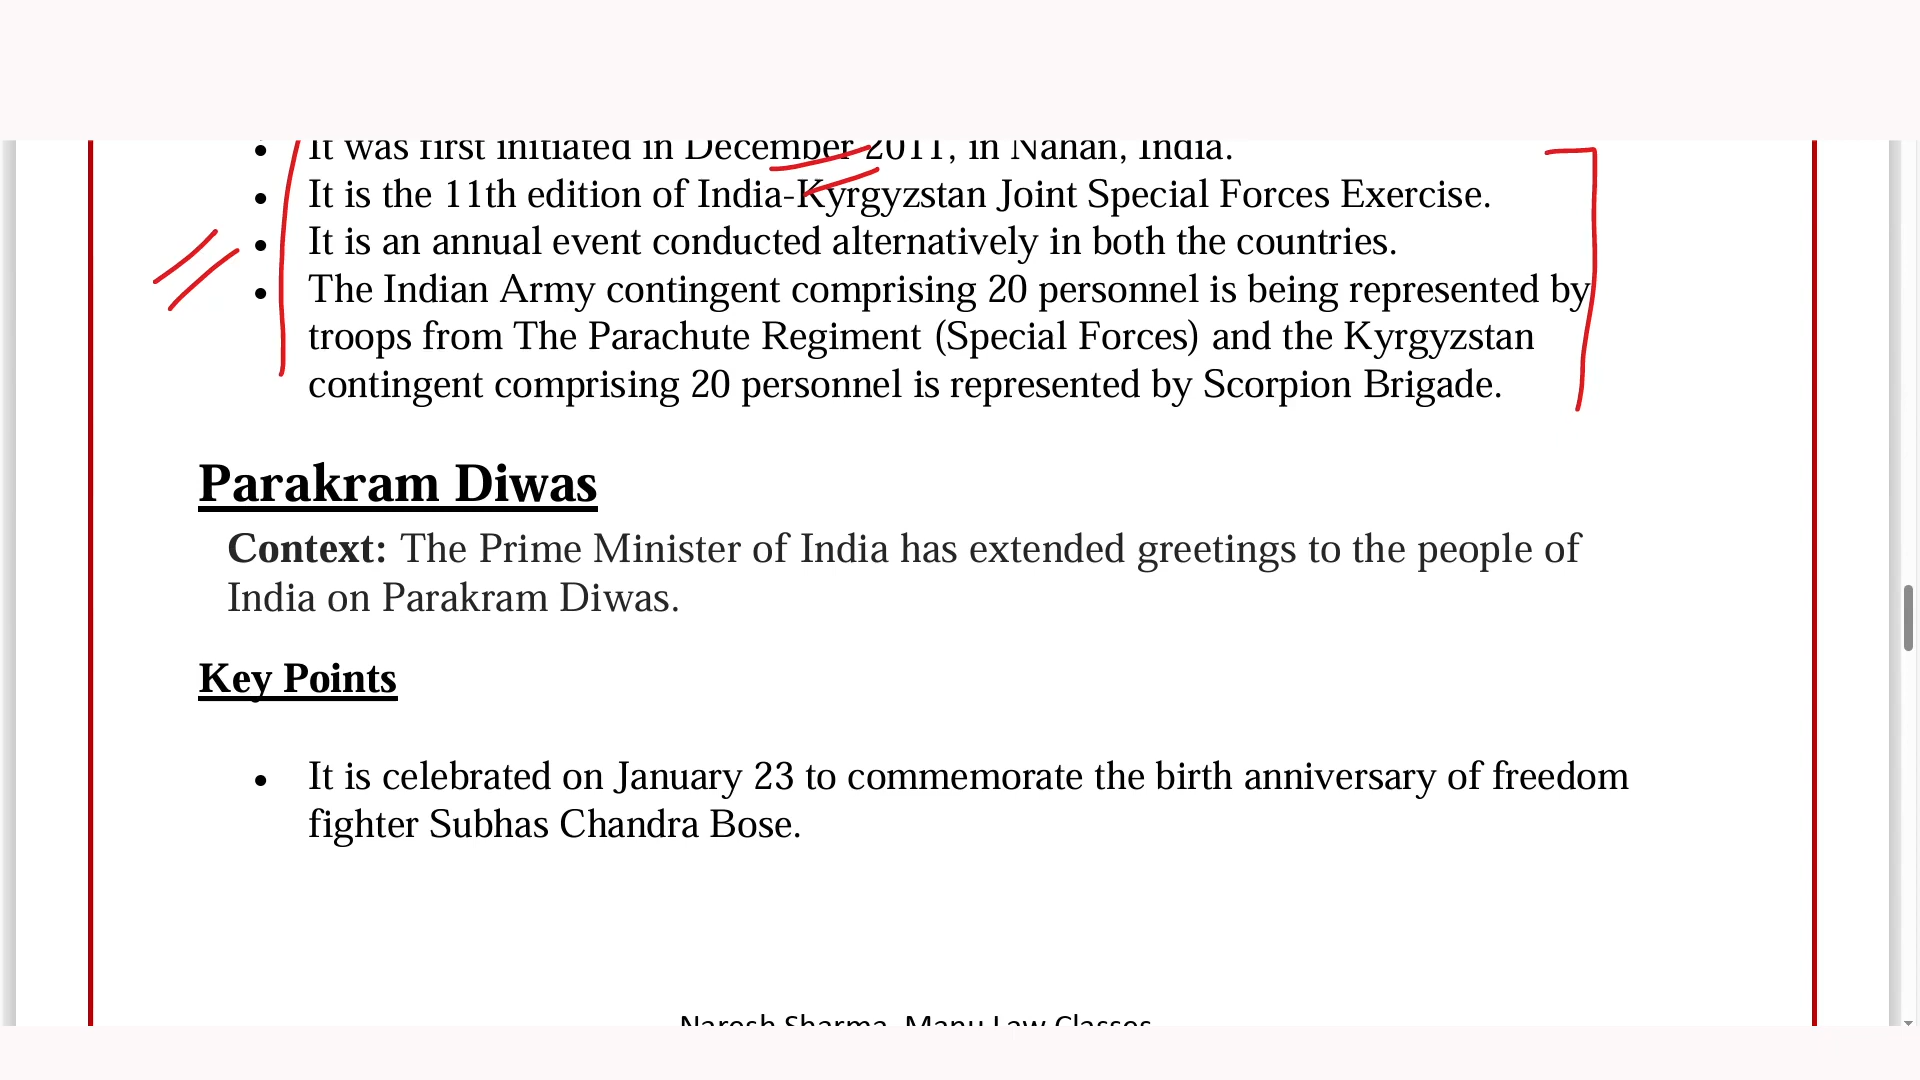 • It was first initiated in December 2011, in Nahan, India.
• It is the 11th edition of India-Kyrgyzstan Joint Special Forces Exercise.
• It is an annual event conducted alternatively in both the countries.
• The Indian Army contingent comprising 20 personnel is being represented by
troops from The Parachute Regiment (Special Forces) and the Kyrgyzstan
contingent comprising 20 personnel is represented by Scorpion Brigade.
Parakram Diwas
Context: The Prime Minister of India has extended greetings to the people of
India on Parakram Diwas.
Key Points
• It is celebrated on January 23 to commemorate the birth anniversary of freedom
fighter Subhas Chandra Bose.
Naresh Sharma, Manu Law Classes